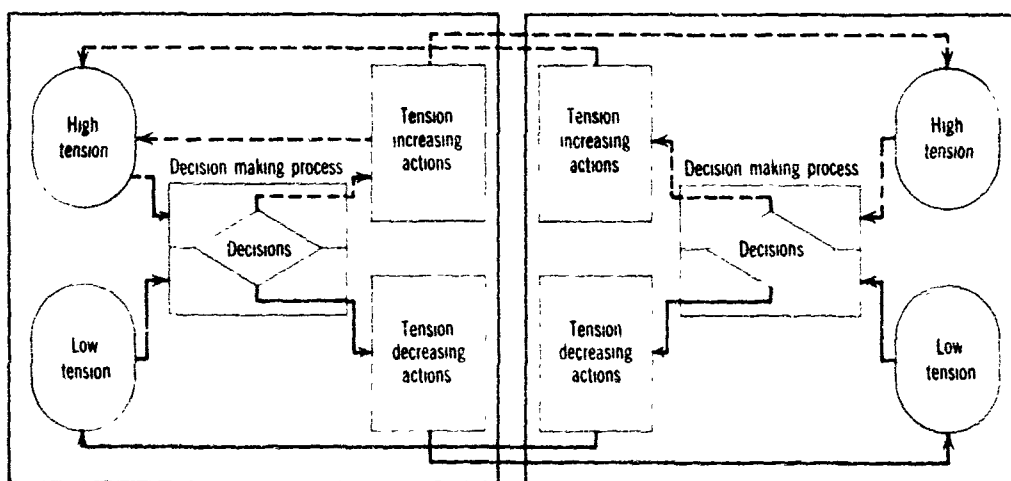 High
tension
Decision making process
Decisions
Low
tension
Tension
increasing
actions
Tension
decreasing
actions
Tension
increasing
actions
Tension
decreasing
actions
Decision making process
Decisions
High
tension
Low
tension